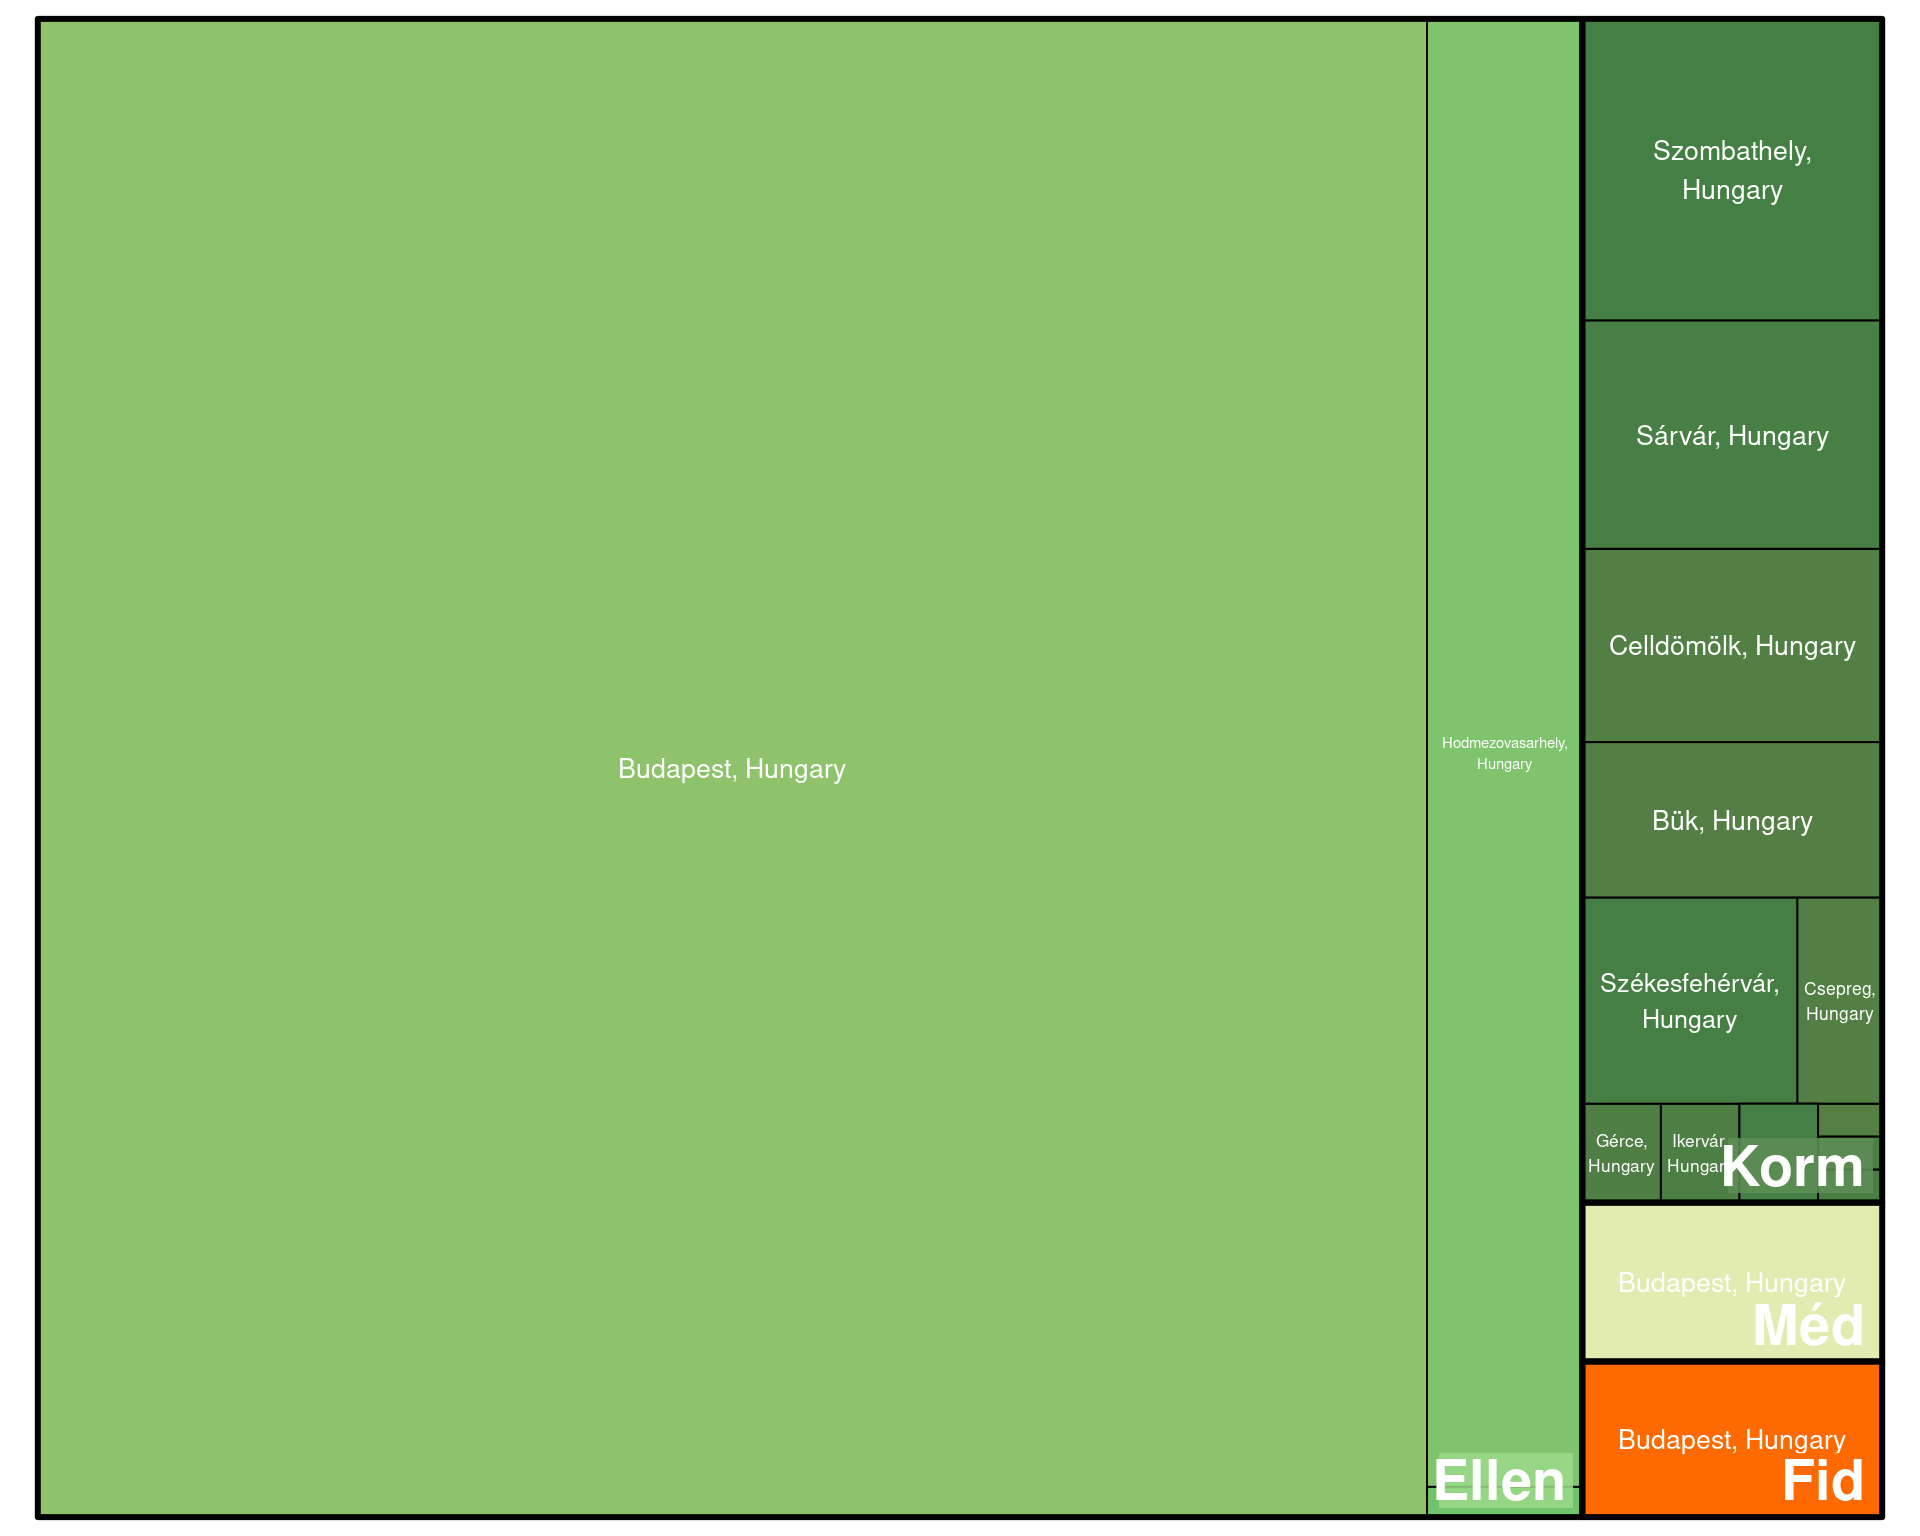 Budapest, Hungary
Hodmezovasarhely,
Hungary
Ellen
Szombathely,
Hungary
Sárvár, Hungary
Celldömölk, Hungary
Bük, Hungary
Székesfehérvár,
Hungary
Csepreg,
Hungary
Gérce,
Hungary
Ikervár,
Hungary
Korm
Budapest, Hungary
Méd
Budapest, Hungary
Fid